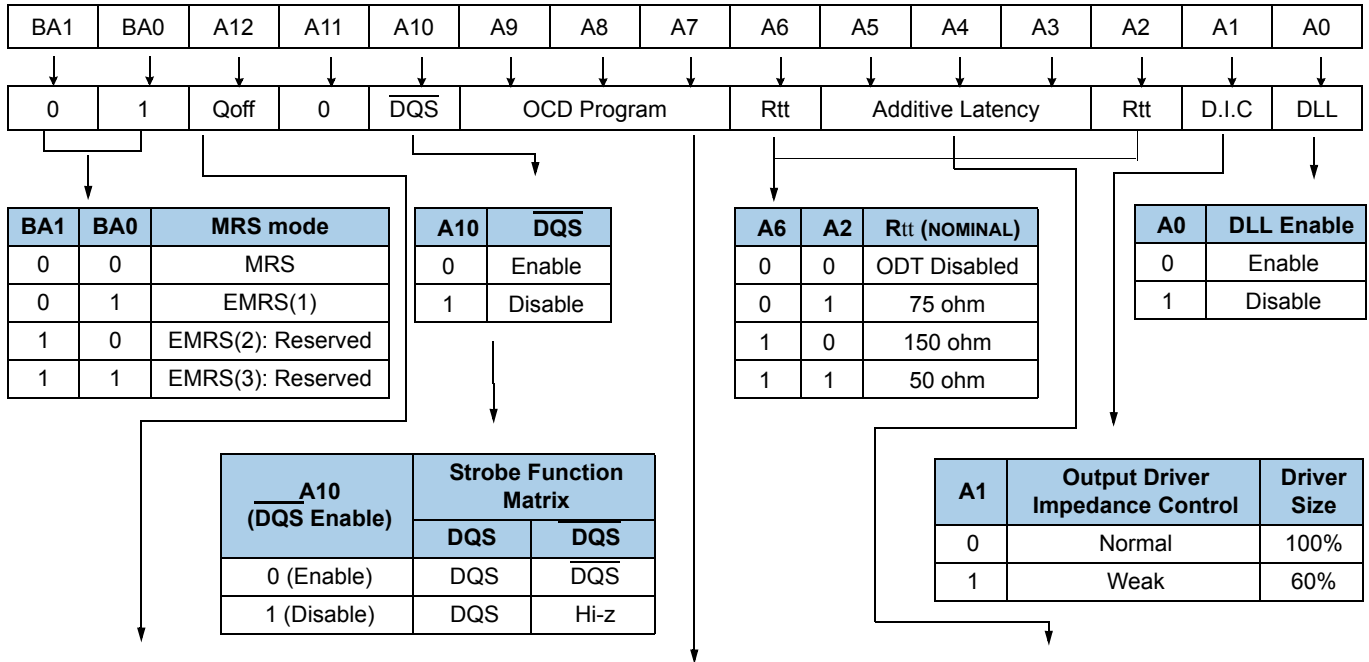 BA1 BA0 A12 A11 A10 A9 A8 A7 A6 A5 A4 A3 A2 A1 A0
0 1 Qoff 0 D̅Q̅S̅ OCD Program Rtt Additive Latency Rtt D.I.C DLL
BA1 BA0 MRS mode
0 0 MRS
0 1 EMRS(1)
1 0 EMRS(2): Reserved
1 1 EMRS(3): Reserved
A10 D̅Q̅S̅
0 Enable
1 Disable
A6 A2 Rtt (NOMINAL)
0 0 ODT Disabled
0 1 75 ohm
1 0 150 ohm
1 1 50 ohm
A0 DLL Enable
0 Enable
1 Disable
A10
(D̅Q̅S̅ Enable)
Strobe Function
Matrix
DQS D̅Q̅S̅
0 (Enable) DQS D̅Q̅S̅
1 (Disable) DQS Hi-z
A1
Output Driver
Impedance Control
Driver
Size
0 Normal 100%
1 Weak 60%